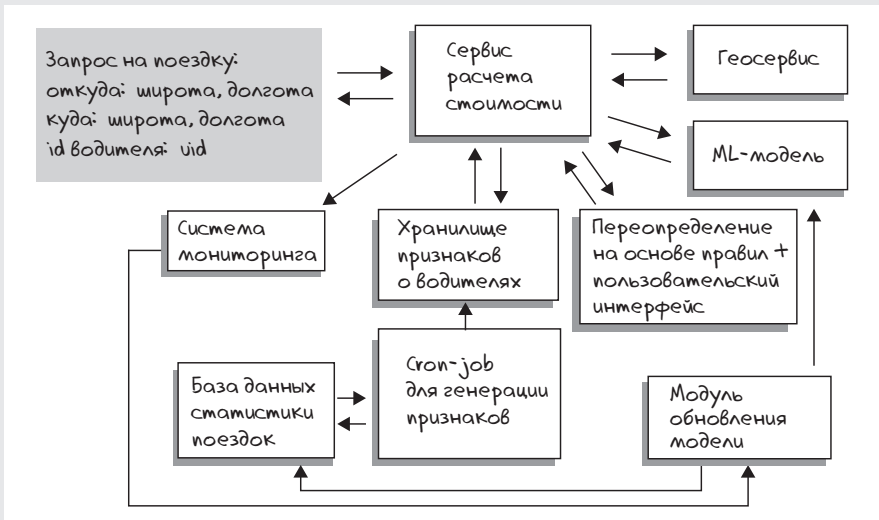 Запрос на поездку:
откуда: широта, долгота
куда: широта, долгота
id водителя: uid
Сервис
расчета
стоимости
Геосервис
ML-модель
Система
мониторинга
Хранилище
признаков
о водителях
Переопределение
на основе правил +
пользовательский
интерфейс
База данных
статистики
поездок
Cron-job
для генерации
признаков
Модуль
обновления
модели